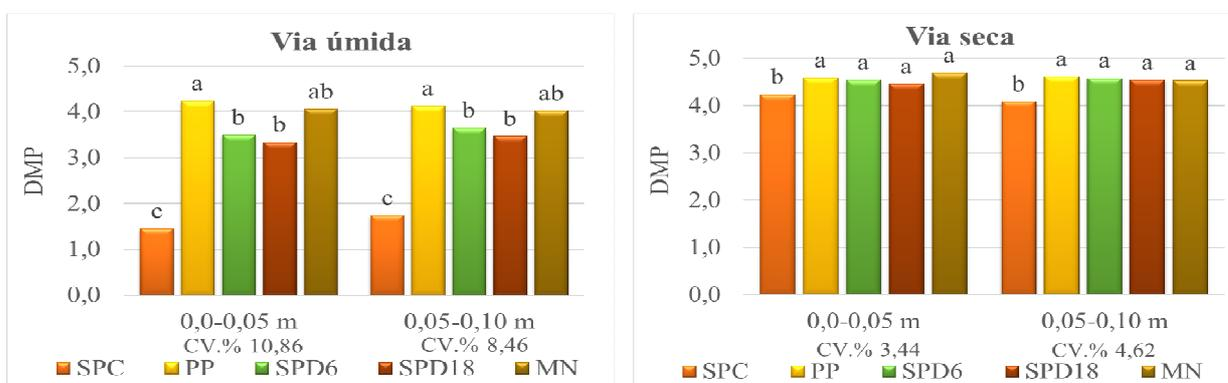 Via úmida
5,0
4,0
3,0
2,0
1,0
0,0
DMP
c
a
b
b
ab
c
a
b
b
ab
0,0-0,05 m
0,05-0,10 m
CV.% 10,86
CV.% 8,46
SPC
PP
SPD6
SPD18
MN
Via seca
5,0
4,0
3,0
2,0
1,0
0,0
DMP
b
a
a
a
a
b
a
a
a
a
0,0-0,05 m
0,05-0,10 m
CV.% 3,44
CV.% 4,62
SPC
PP
SPD6
SPD18
MN